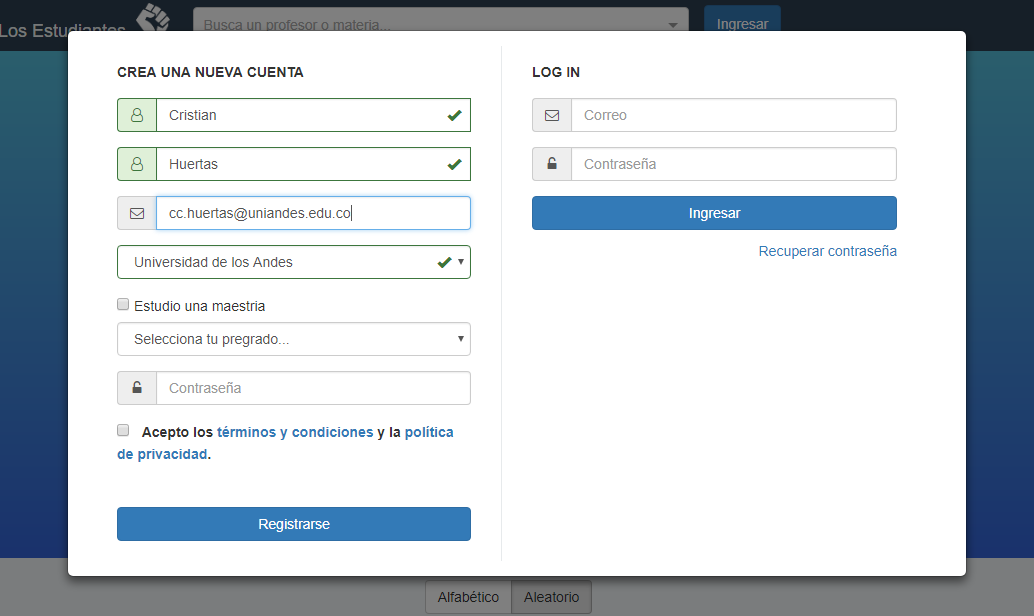 Los Estudiantes
Busca un profesor o materia...
Ingresar
CREA UNA NUEVA CUENTA
Cristian
Huertas
cc.huertas@uniandes.edu.co
Universidad de los Andes
Estudio una maestria
Selecciona tu pregrado...
Contraseña
Acepto los términos y condiciones y la política
de privacidad.
Registrarse
LOG IN
Correo
Contraseña
Ingresar
Recuperar contraseña
Alfabético
Aleatorio